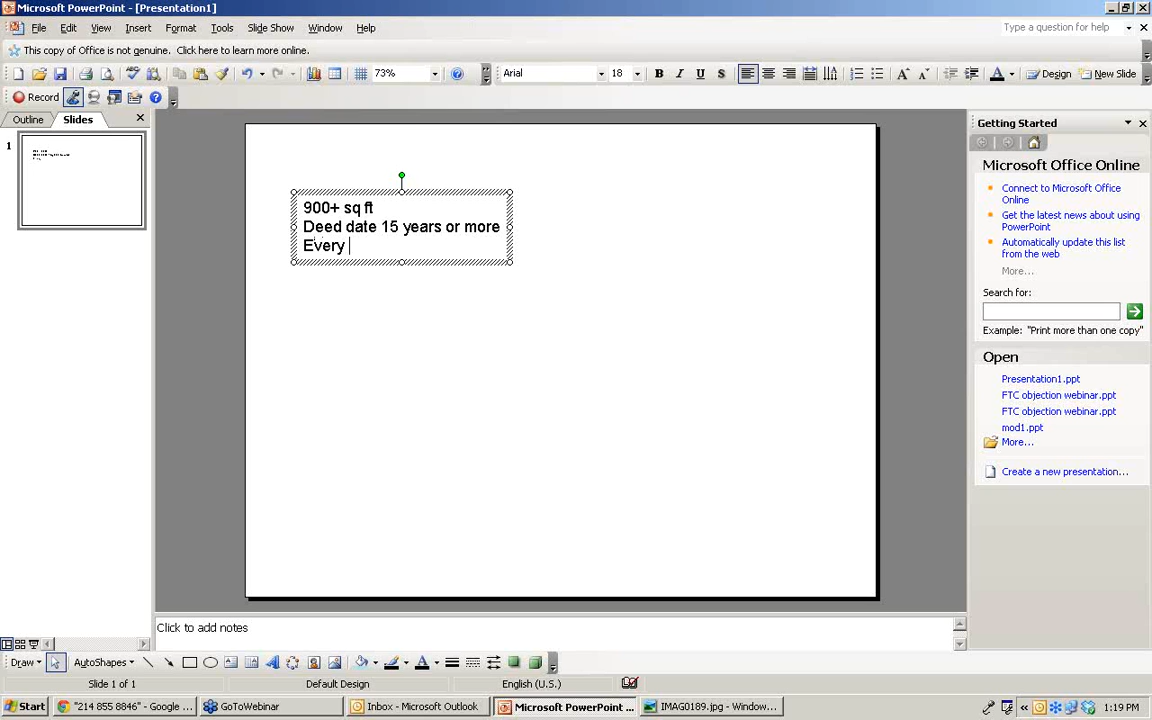 Microsoft PowerPoint - [Presentation1]
File Edit View Insert Format Tools Slide Show Window Help
Type a question for help
This copy of Office is not genuine. Click here to learn more online.
73%
Arial
18
B I U S
Design
New Slide
Record
Outline
Slides
Getting Started
1
900+ sq ft
Deed date 15 years or more
Every
Microsoft Office Online
Connect to Microsoft Office
Online
Get the latest news about using
PowerPoint
Automatically update this list
from the web
More...
Search for:
Example: "Print more than one copy"
Open
Presentation1.ppt
FTC objection webinar.ppt
FTC objection webinar.ppt
mod1.ppt
More...
Create a new presentation...
Click to add notes
Draw
AutoShapes
Slide 1 of 1
Default Design
English (U.S.)
Start
"214 855 8846" - Google ...
GoToWebinar
Inbox - Microsoft Outlook
Microsoft PowerPoint ...
IMAG0189.jpg - Window...
1:19 PM